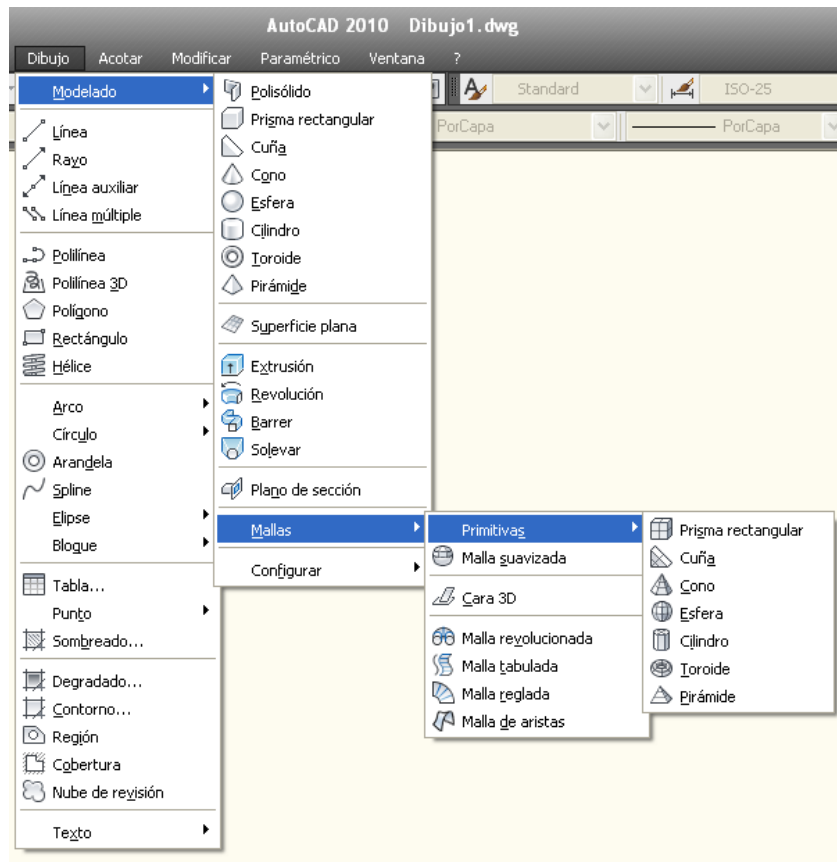 AutoCAD 2010 Dibujo1.dwg
Dibujo Acotar Modificar Paramétrico Ventana ?
Standard ISO-25
PorCapa PorCapa
Modelado
Línea
Rayo
Línea auxiliar
Línea múltiple
Polilínea
Polilínea 3D
Polígono
Rectángulo
Hélice
Arco
Círculo
Arandela
Spline
Elipse
Bloque
Tabla...
Punto
Sombreado...
Degradado...
Contorno...
Región
Cobertura
Nube de revisión
Texto
Polisólido
Prisma rectangular
Cuña
Cono
Esfera
Cilindro
Toroide
Pirámide
Superficie plana
Extrusión
Revolución
Barrer
Solevar
Plano de sección
Mallas
Configurar
Primitivas
Malla suavizada
Cara 3D
Malla revolucionada
Malla tabulada
Malla reglada
Malla de aristas
Prisma rectangular
Cuña
Cono
Esfera
Cilindro
Toroide
Pirámide